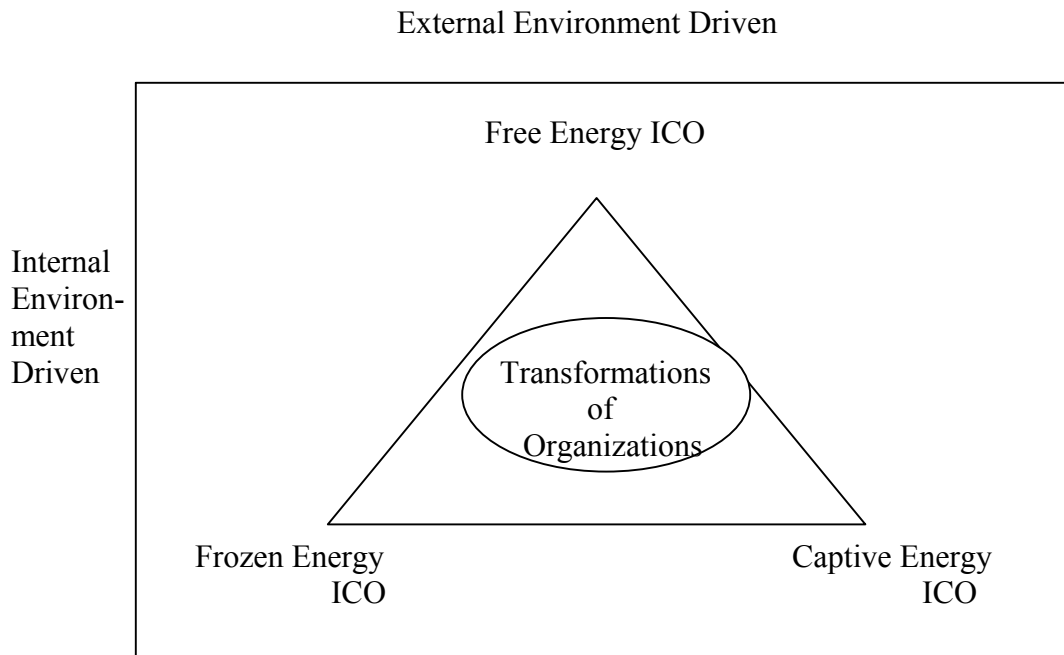 External Environment Driven
Free Energy ICO
Internal
Environ-
ment
Driven
Transformations
of
Organizations
Frozen Energy
ICO
Captive Energy
ICO